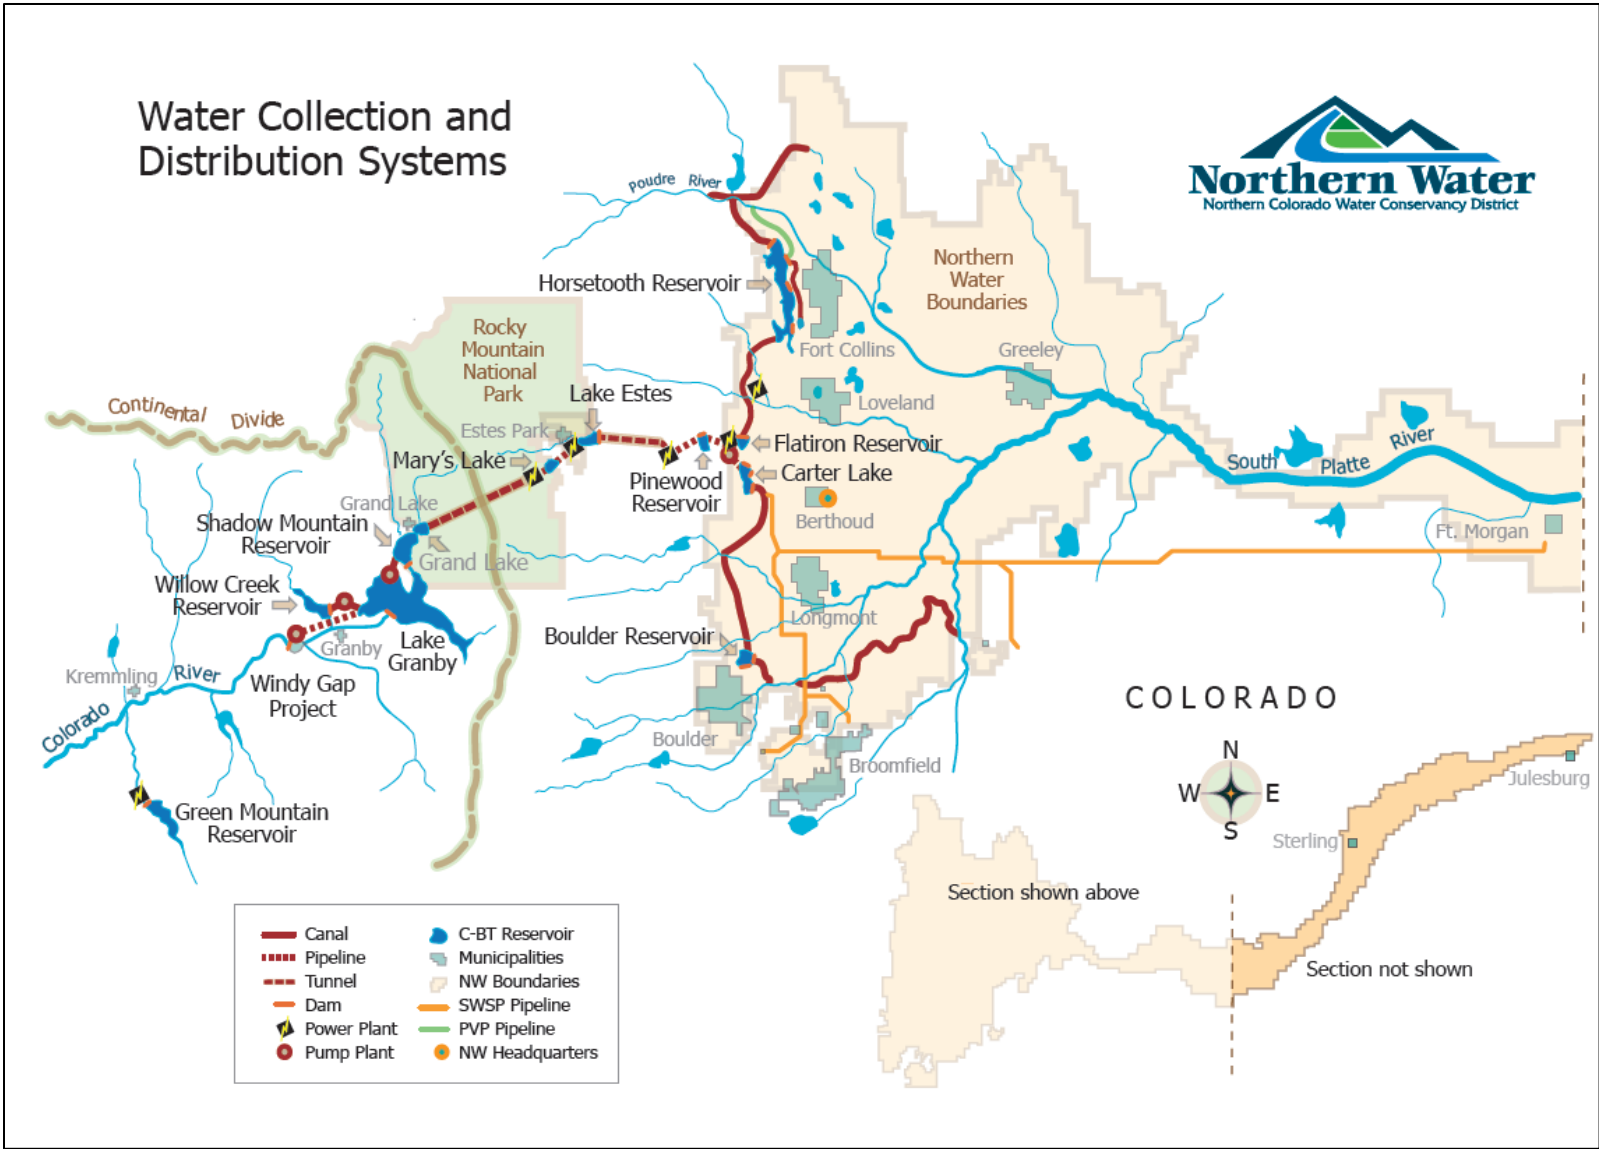 Water Collection and
Distribution Systems
Northern Water
Northern Colorado Water Conservancy District
Poudre River
Horsetooth Reservoir
Northern
Water
Boundaries
Rocky
Mountain
National
Park
Fort Collins
Greeley
Continental Divide
Lake Estes
Loveland
Estes Park
Mary's Lake
Flatiron Reservoir
Carter Lake
Pinewood
Reservoir
South Platte River
Grand Lake
Shadow Mountain
Reservoir
Berthoud
Ft. Morgan
Grand Lake
Willow Creek
Reservoir
Longmont
Boulder Reservoir
Lake
Granby
Granby
Kremmling
Colorado River
Windy Gap
Project
Boulder
Broomfield
COLORADO
N
W E
S
Julesburg
Green Mountain
Reservoir
Sterling
Section shown above
Section not shown
Canal
Pipeline
Tunnel
Dam
Power Plant
Pump Plant
C-BT Reservoir
Municipalities
NW Boundaries
SWSP Pipeline
PVP Pipeline
NW Headquarters